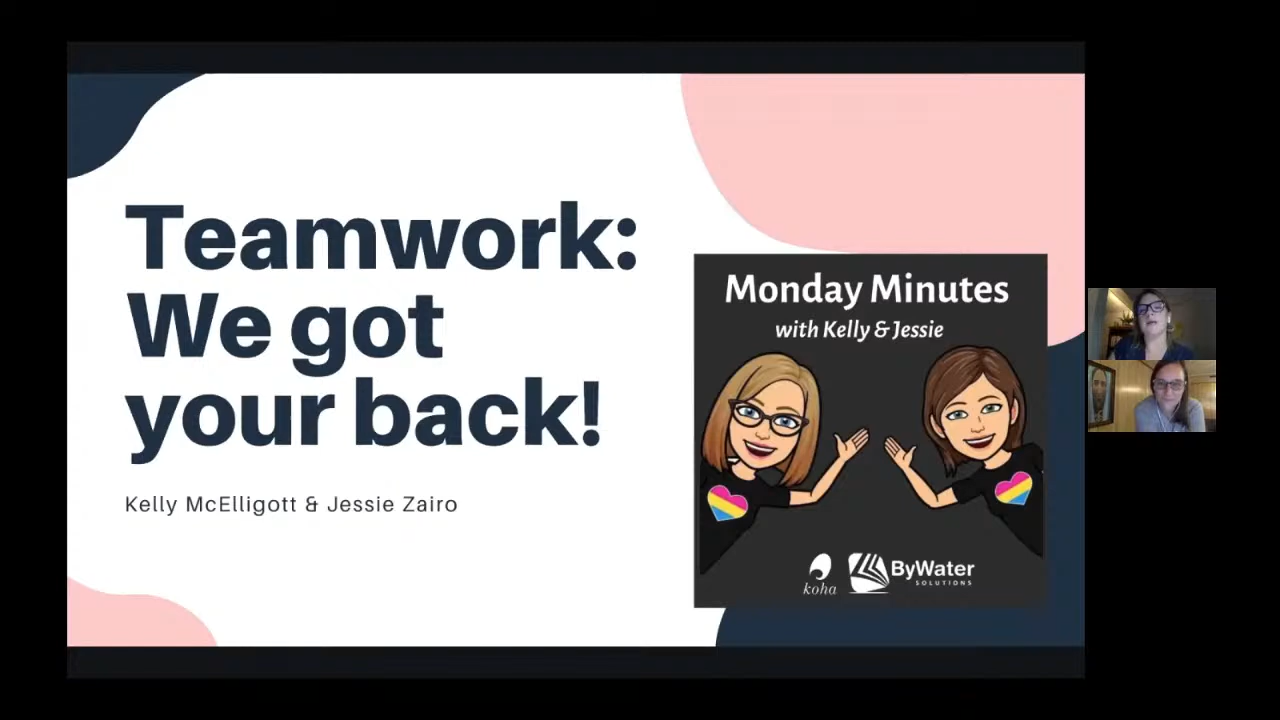 Teamwork:
We got
your back!
Kelly McElligott & Jessie Zairo
Monday Minutes
with Kelly & Jessie
koha
ByWater
SOLUTIONS